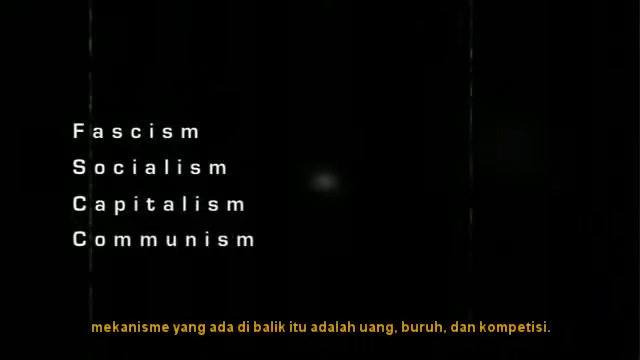 Fascism
Socialism
Capitalism
Communism
mekanisme yang ada di balik itu adalah uang, buruh, dan kompetisi.